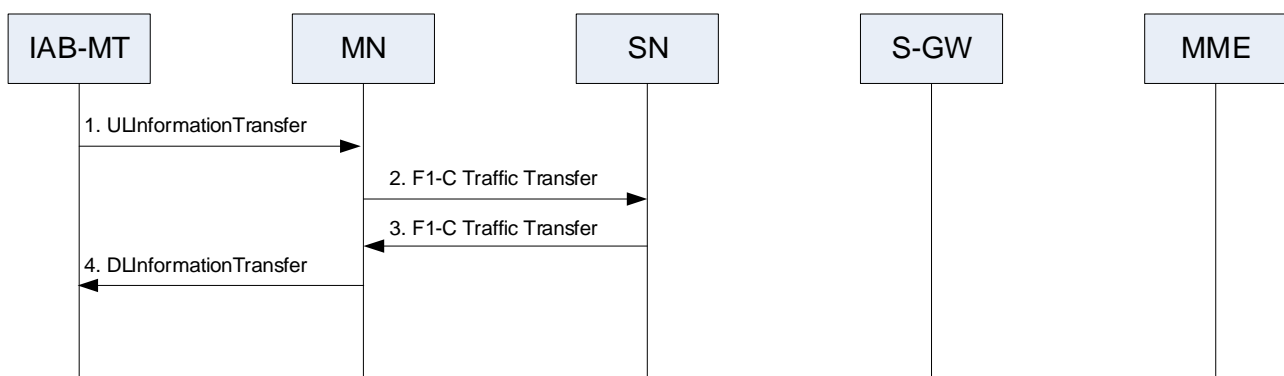 IAB-MT
MN
SN
S-GW
MME
1. ULInformationTransfer
2. F1-C Traffic Transfer
3. F1-C Traffic Transfer
4. DLInformationTransfer